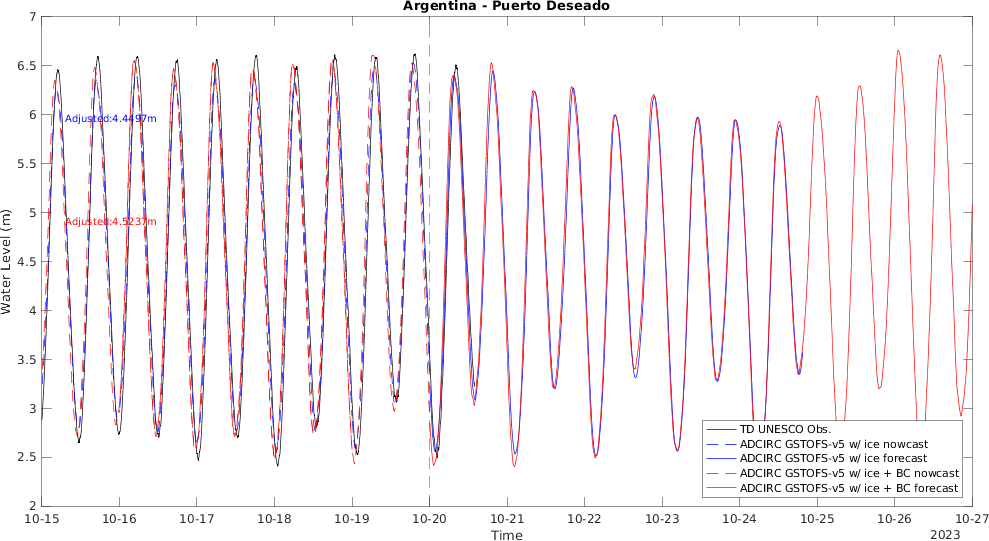 Argentina - Puerto Deseado
7
6.5
6
5.5
5
4.5
4
3.5
3
2.5
2
Water Level (m)
Adjusted:4.4497m
Adjusted:4.5237m
TD UNESCO Obs.
ADCIRC GSTOFS-v5 w/ ice nowcast
ADCIRC GSTOFS-v5 w/ ice forecast
ADCIRC GSTOFS-v5 w/ ice + BC nowcast
ADCIRC GSTOFS-v5 w/ ice + BC forecast
10-15 10-16 10-17 10-18 10-19 10-20 10-21 10-22 10-23 10-24 10-25 10-26 10-27
Time
2023